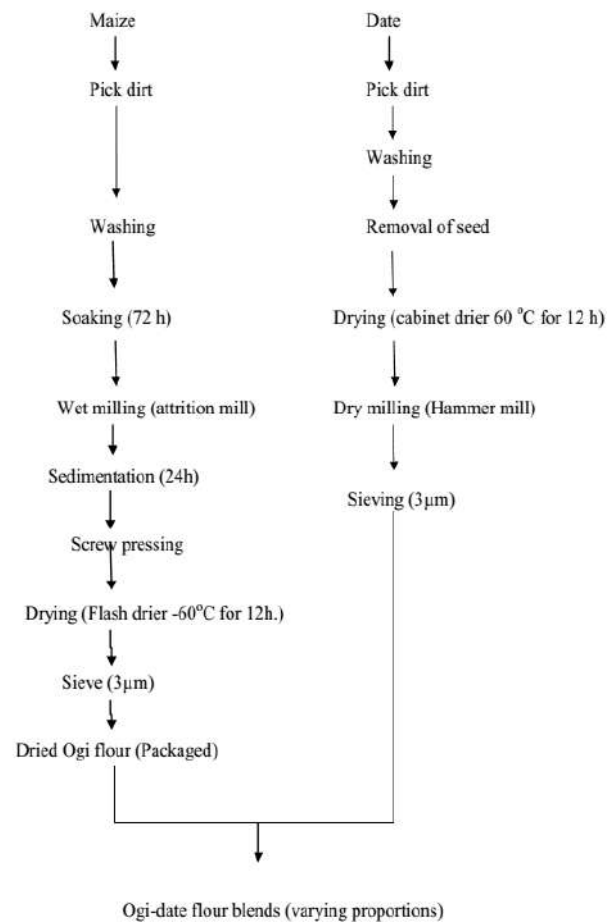 Maize
Pick dirt
Washing
Soaking (72 h)
Wet milling (attrition mill)
Sedimentation (24h)
Screw pressing
Drying (Flash drier -60°C for 12h.)
Sieve (3µm)
Dried Ogi flour (Packaged)
Date
Pick dirt
Washing
Removal of seed
Drying (cabinet drier 60 °C for 12 h)
Dry milling (Hammer mill)
Sieving (3µm)
Ogi-date flour blends (varying proportions)